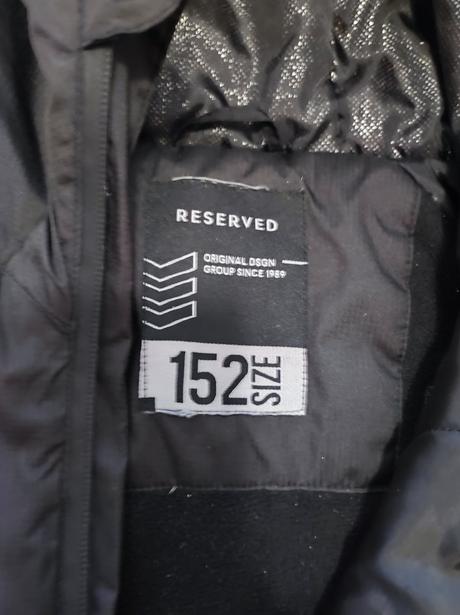 RESERVED
ORIGINAL DSGN
GROUP SINCE 1989
152 SIZE